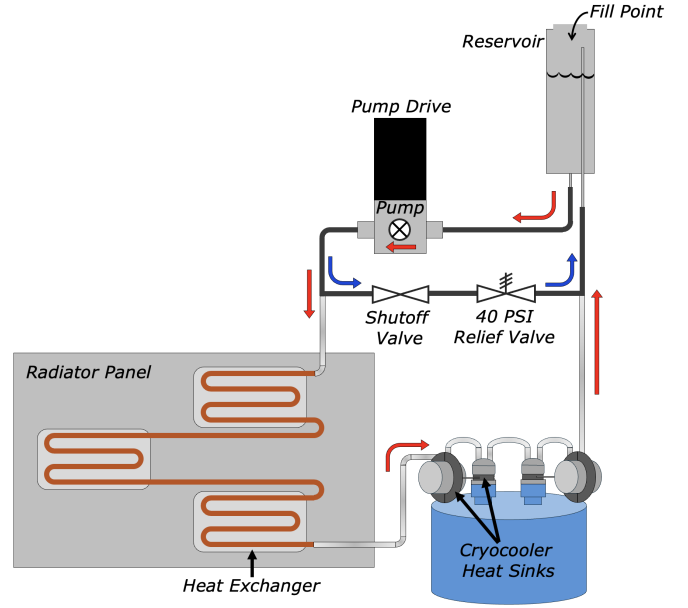 Fill Point
Reservoir
Pump Drive
Pump
Shutoff
Valve
40 PSI
Relief Valve
Radiator Panel
Cryocooler
Heat Sinks
Heat Exchanger